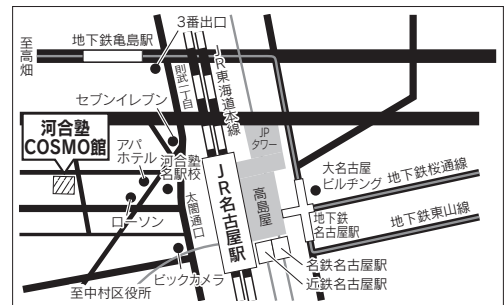 3番出口
地下鉄亀島駅
至高畑
則武一丁目
JR東海道本線
セブンイレブン
JP
タワー
河合塾
COSMO館
アパ
ホテル
河合塾
名駅校
大名古屋
ビルヂング
地下鉄桜通線
JR名古屋駅
高島屋
ローソン
太閤通口
地下鉄
名古屋駅
地下鉄東山線
ビックカメラ
名鉄名古屋駅
至中村区役所
近鉄名古屋駅